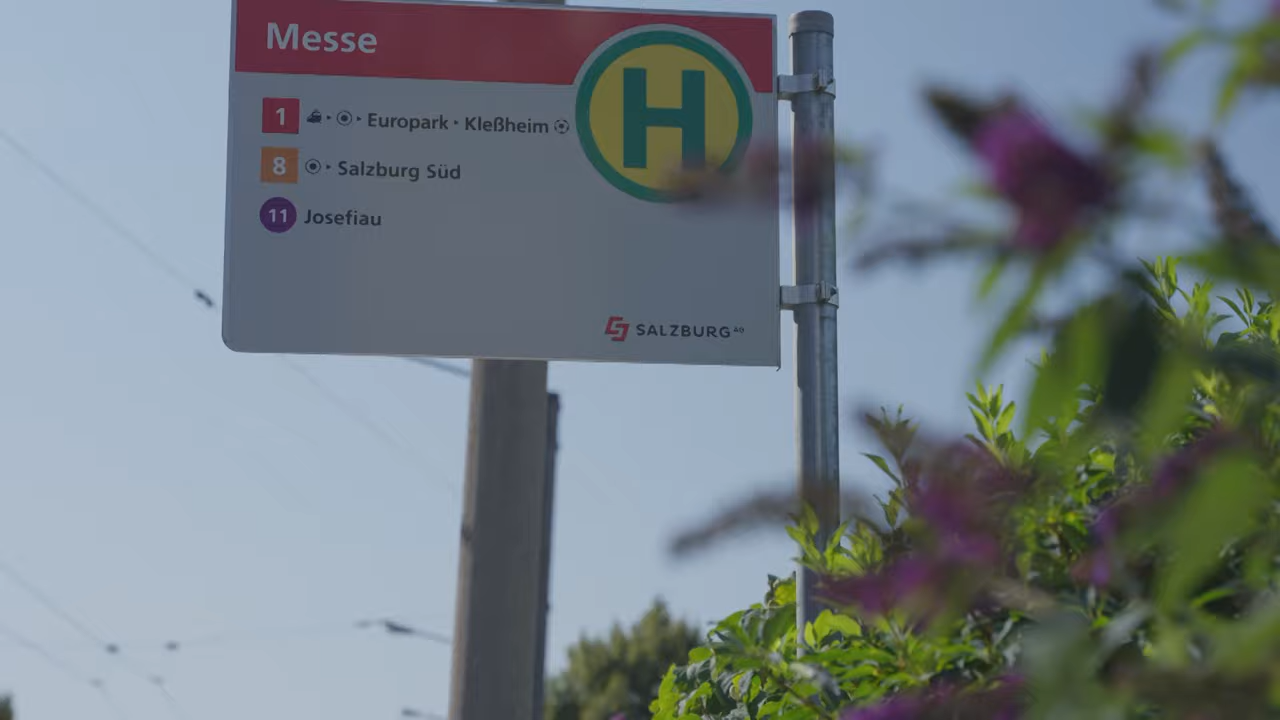 Messe
H
1 Europark · Kleßheim
8 Salzburg Süd
11 Josefiau
SALZBURG AG